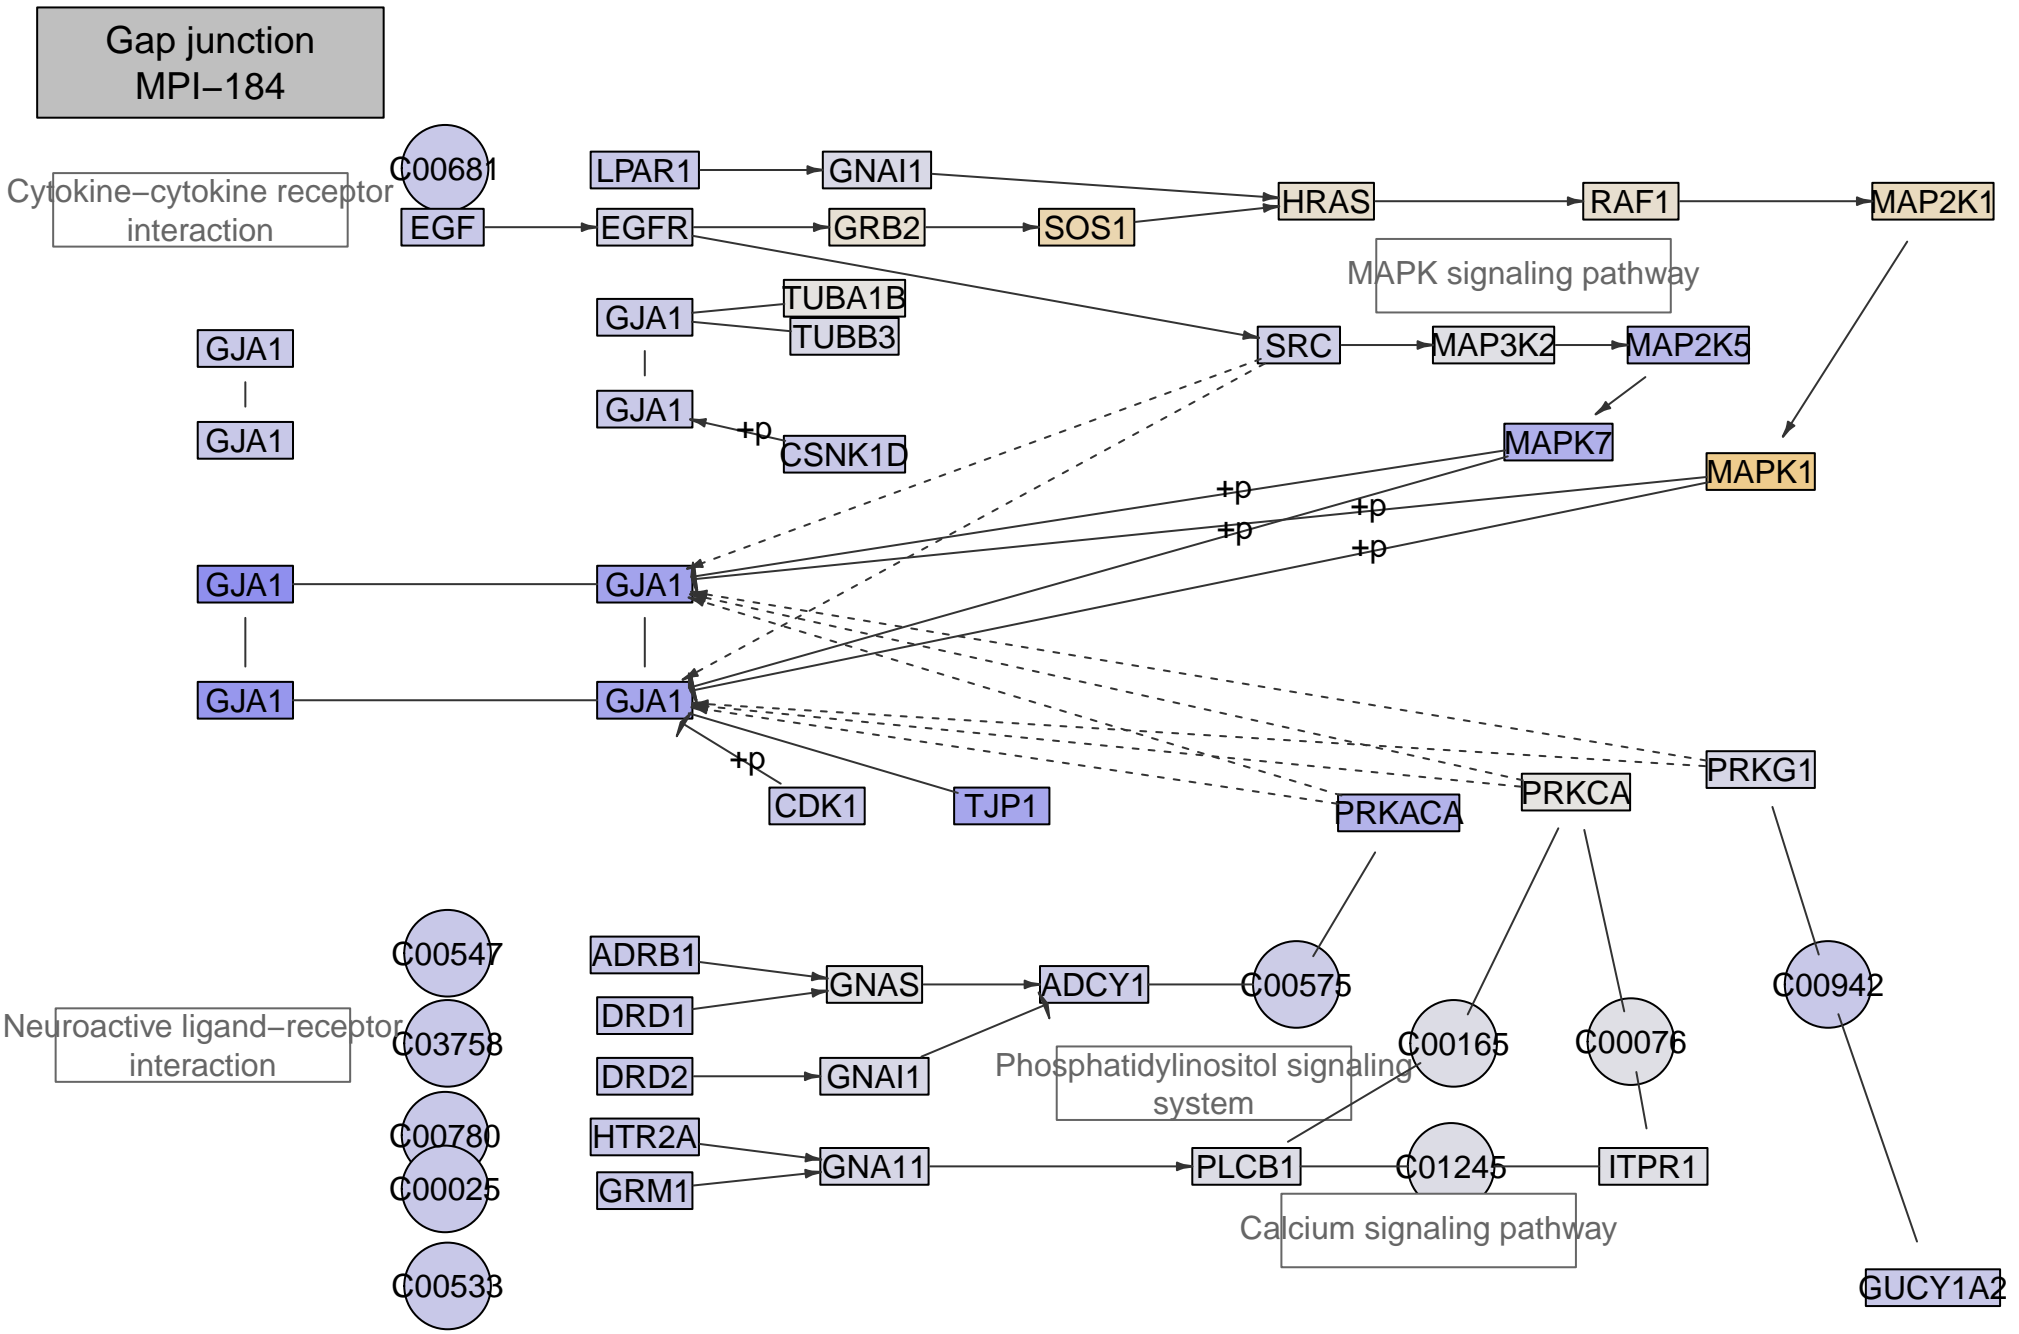 Gap junction
MPI−184
C00681
LPAR1
GNAI1
Cytokine−cytokine receptor
interaction
EGF
EGFR
GRB2
SOS1
HRAS
RAF1
MAP2K1
MAPK signaling pathway
GJA1
TUBA1B
TUBB3
GJA1
SRC
MAP3K2
MAP2K5
GJA1
GJA1
+p
CSNK1D
MAPK7
MAPK1
+p
+p
+p
+p
GJA1
GJA1
GJA1
GJA1
+p
CDK1
TJP1
PRKACA
PRKCA
PRKG1
C00547
ADRB1
GNAS
ADCY1
C00575
C00942
Neuroactive ligand−receptor
interaction
C03758
DRD1
DRD2
GNAI1
Phosphatidylinositol signaling
system
C00165
C00076
C00780
HTR2A
C00025
GRM1
GNA11
PLCB1
C01245
ITPR1
Calcium signaling pathway
C00533
GUCY1A2